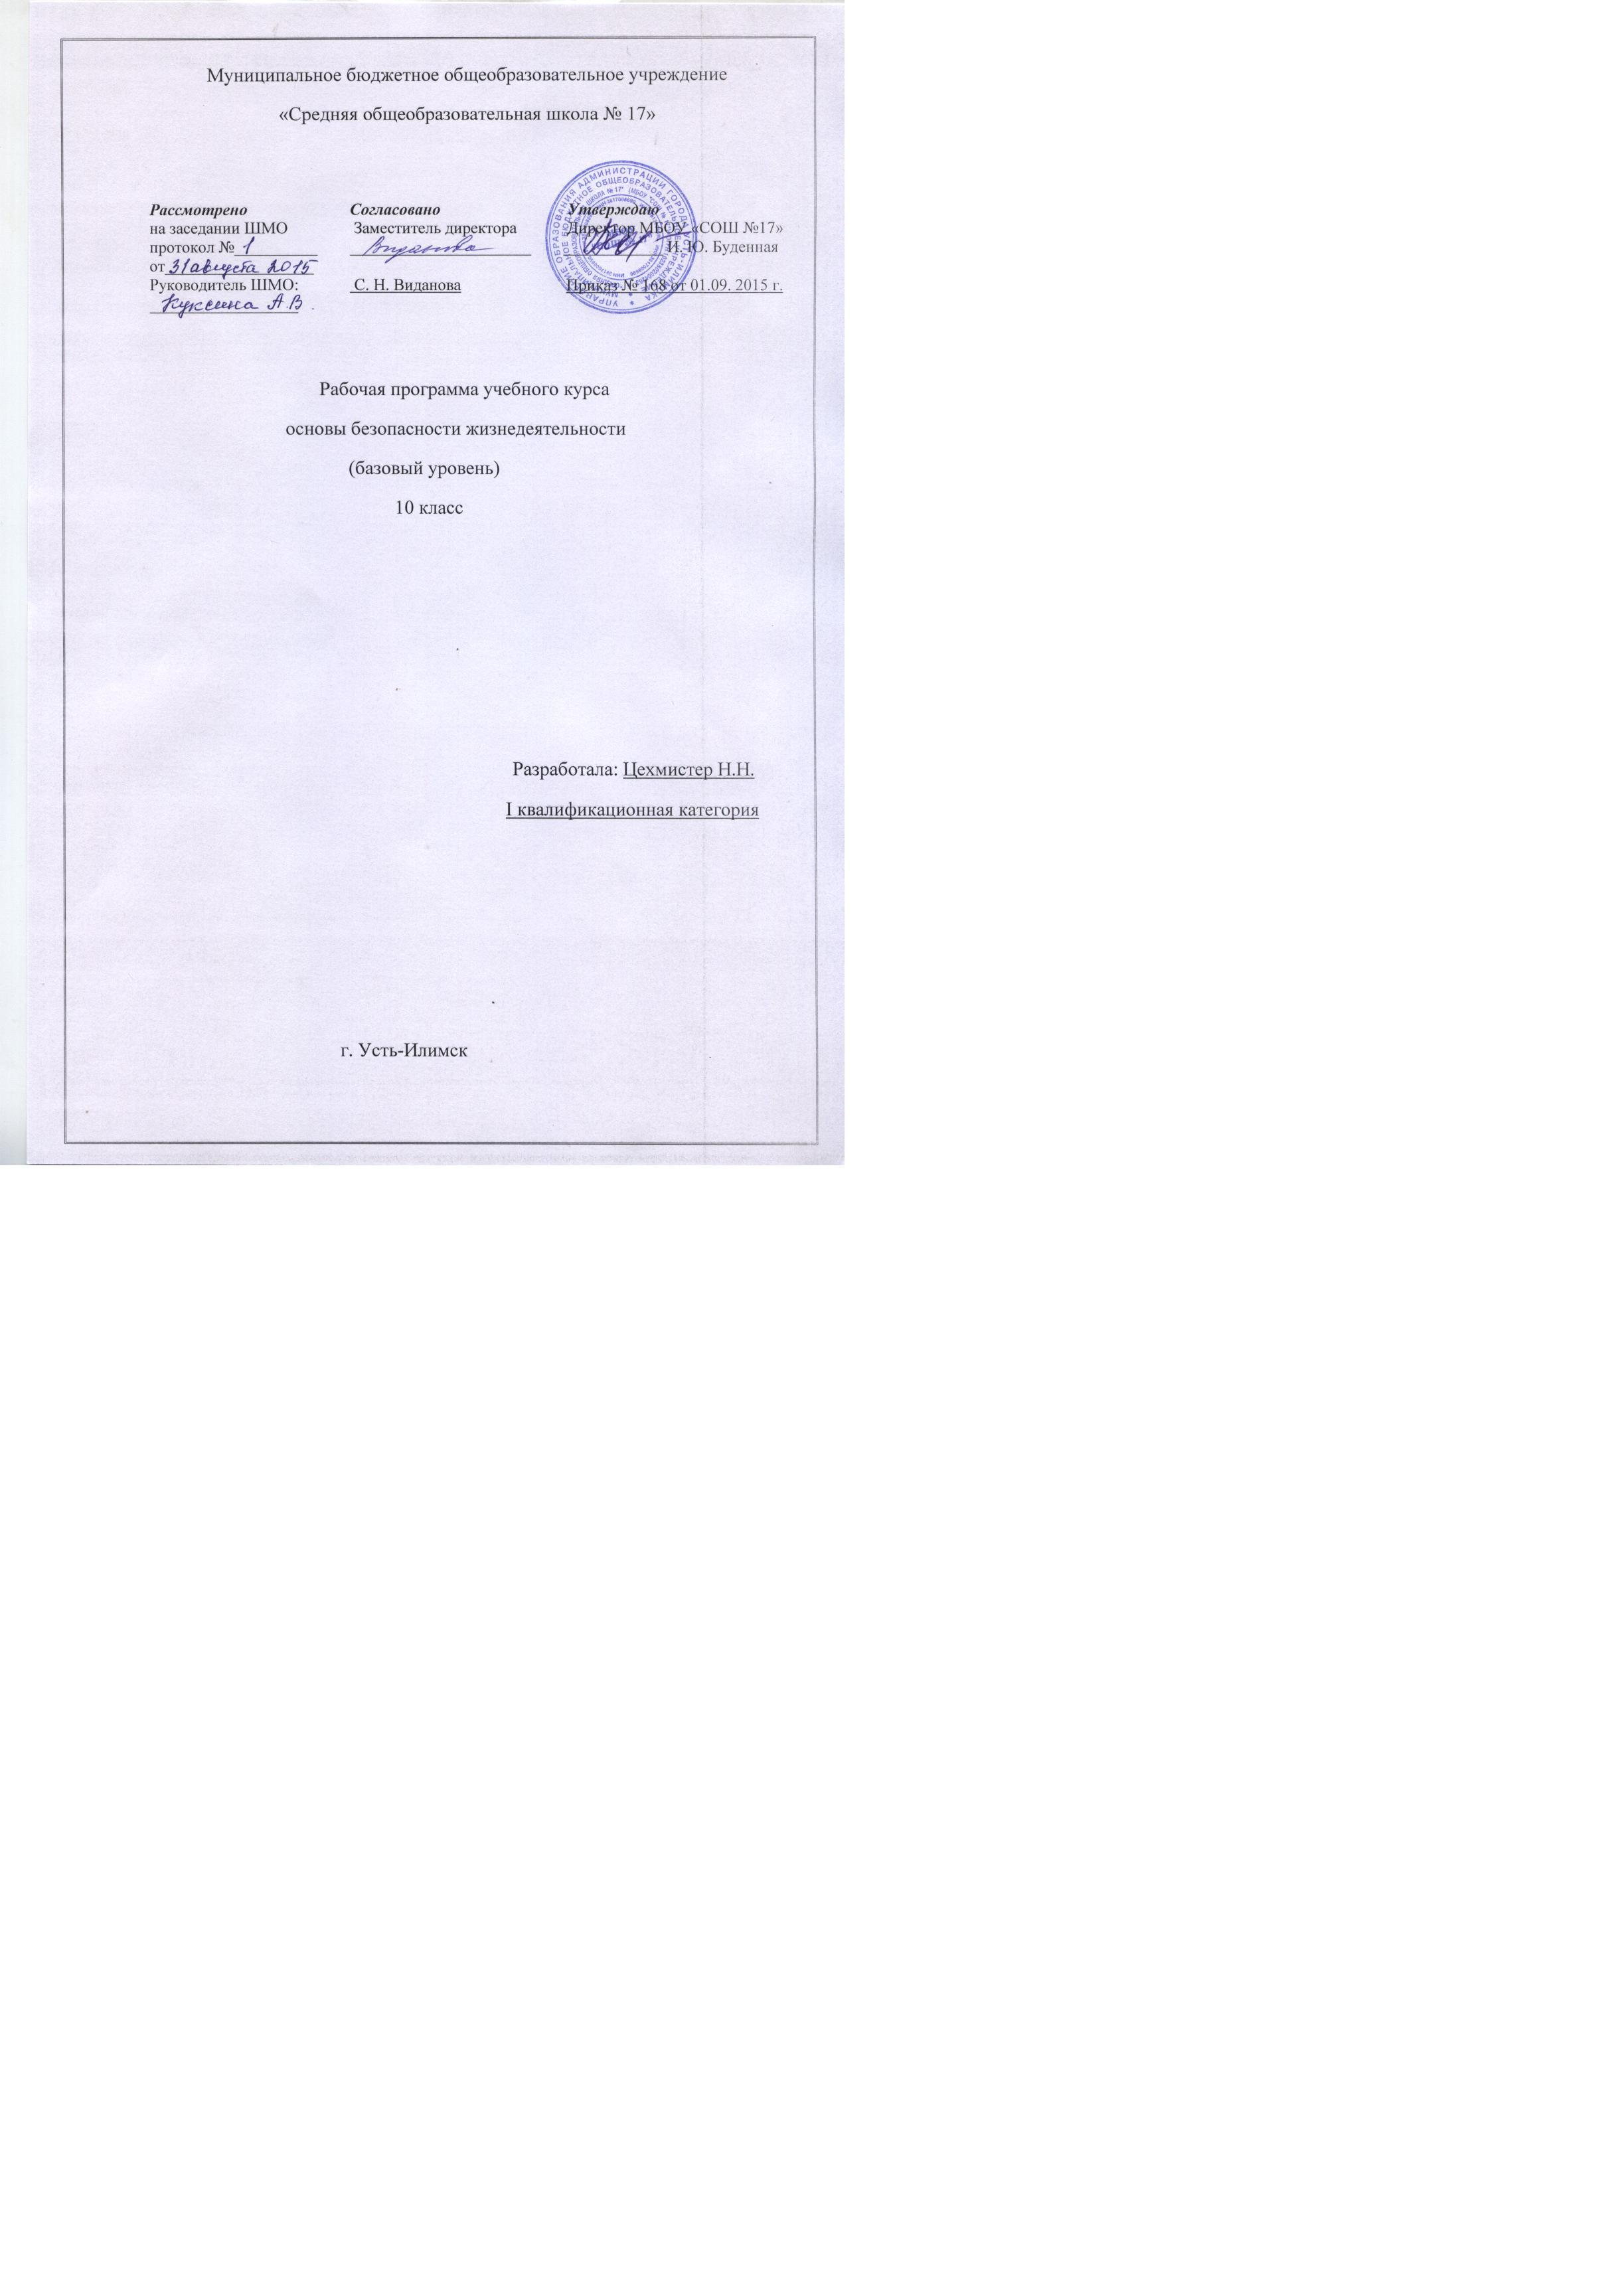 Муниципальное бюджетное общеобразовательное учреждение
«Средняя общеобразовательная школа № 17»
Рассмотрено
на заседании ШМО
протокол № 1
от 31 августа 2015
Руководитель ШМО:
Куксина А.В.
Согласовано
Заместитель директора
Виданова
С. Н. Виданова
Утверждаю
Директор МБОУ «СОШ №17»
И. Ю. Буденная
Приказ № 168 от 01.09. 2015 г.
Рабочая программа учебного курса
основы безопасности жизнедеятельности
(базовый уровень)
10 класс
Разработала: Цехмистер Н.Н.
I квалификационная категория
г. Усть-Илимск